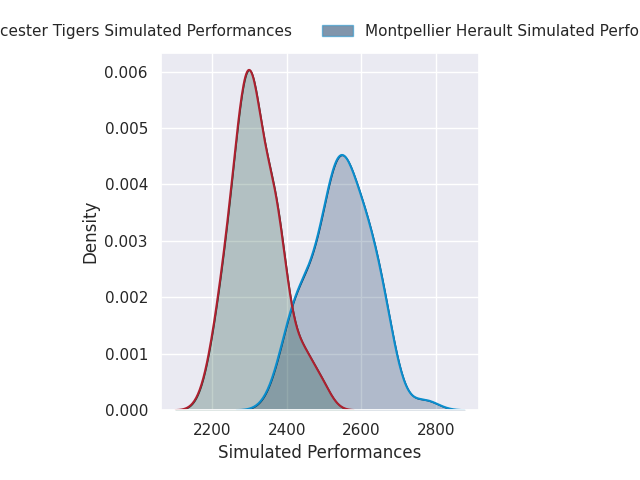 cester Tigers Simulated Performances
Montpellier Herault Simulated Perfo
0.006
0.005
0.004
0.003
0.002
0.001
0.000
Density
2200 2400 2600 2800
Simulated Performances